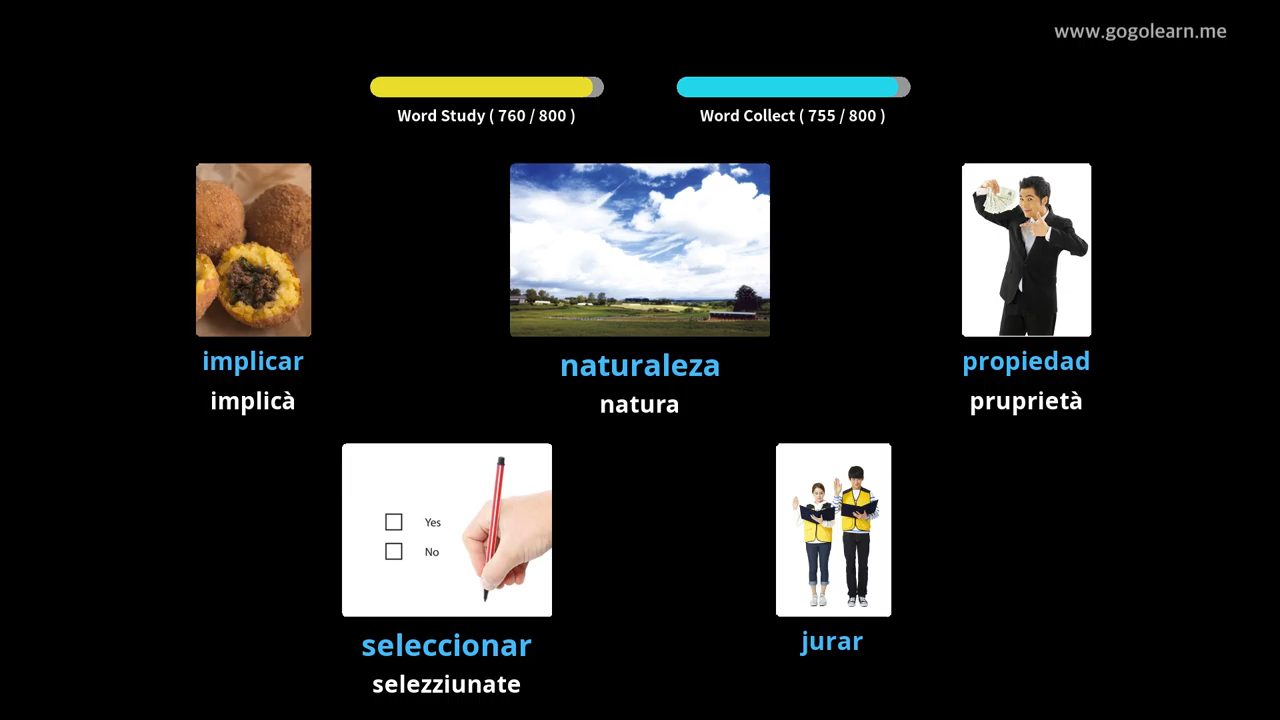 www.gogolearn.me
Word Study ( 760 / 800 )
Word Collect ( 755 / 800 )
implicar
implicà
naturaleza
natura
propiedad
pruprietà
Yes
No
seleccionar
selezziunate
jurar